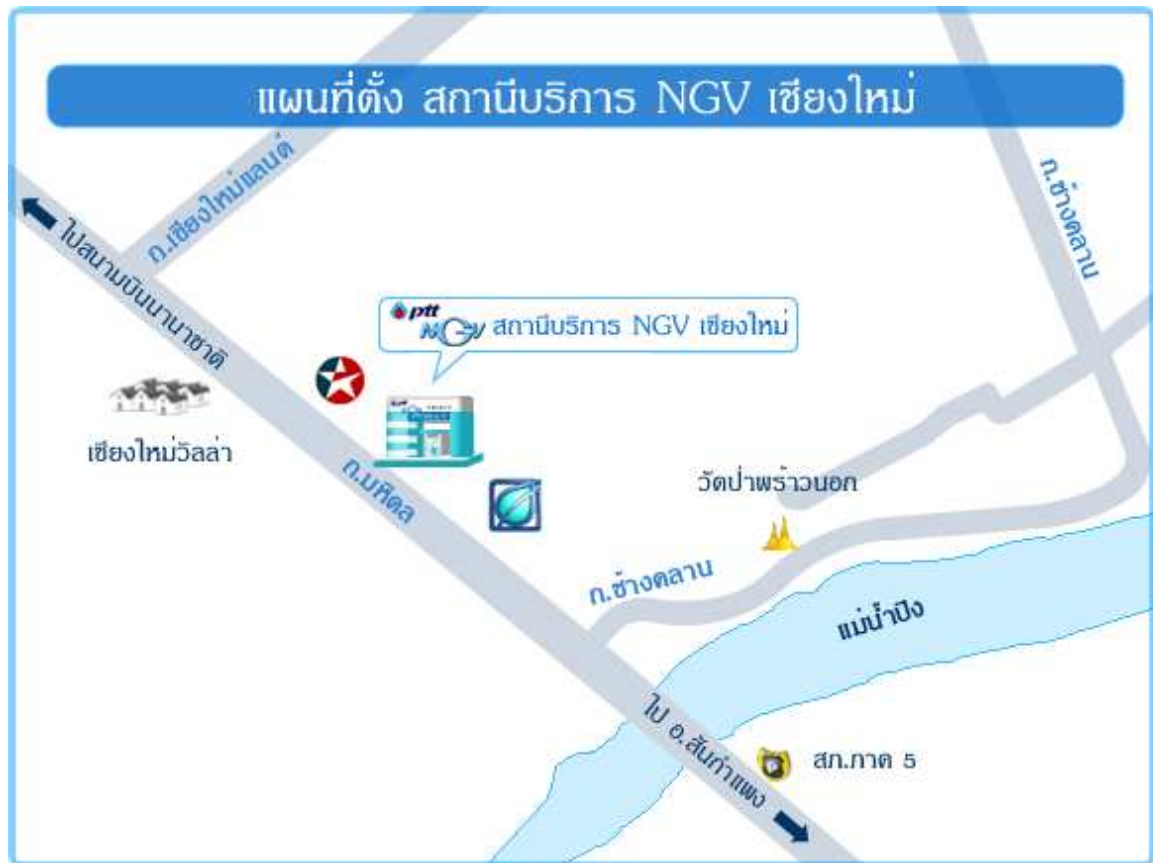 แผนที่ตั้ง สถานีบริการ NGV เชียงใหม่
ถ.เชียงใหม่แลนด์
ถ.ช้างคลาน
ไปสนามบินนานาชาติ
ptt
NGV สถานีบริการ NGV เชียงใหม่
เชียงใหม่วิลล่า
ถ.มหิดล
วัดป่าพร้าวนอก
ถ.ช้างคลาน
แม่น้ำปิง
ไป อ.สันกำแพง
สภ.ภาค 5